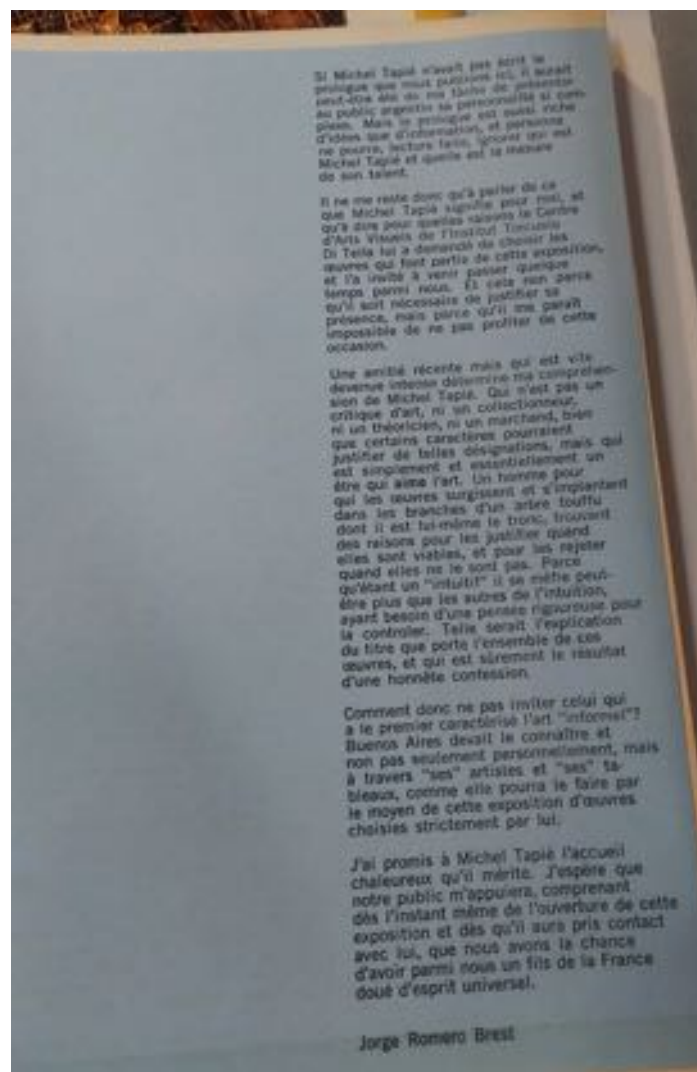 Si Michel Tapié n'avait pas écrit le
prologue que nous publions ici, il aurait
peut-être été de ma tâche de présenter
au public argentin sa personnalité si com-
plexe. Mais le prologue est aussi riche
d'idées que d'information, et personne
ne pourra, lecture faite, ignorer qui est
Michel Tapié et quelle est la mesure
de son talent.
Il ne me reste donc qu'à parler de ce
que Michel Tapié signifie pour moi, et
qu'à dire pour quelles raisons le Centre
d'Arts Visuels de l'Institut Torcuato
Di Tella lui a demandé de choisir les
œuvres qui font partie de cette exposition,
et l'a invité à venir passer quelque
temps parmi nous. Et cela non parce
qu'il soit nécessaire de justifier sa
présence, mais parce qu'il me paraît
impossible de ne pas profiter de cette
occasion.
Une amitié récente mais qui est vite
devenue intense détermine ma compréhen-
sion de Michel Tapié. Qui n'est pas un
critique d'art, ni un collectionneur,
ni un théoricien, ni un marchand, bien
que certains caractères pourraient
justifier de telles désignations, mais qui
est simplement et essentiellement un
être qui aime l'art. Un homme pour
qui les œuvres surgissent et s'implantent
dans les branches d'un arbre touffu
dont il est lui-même le tronc, trouvant
des raisons pour les justifier quand
elles sont viables, et pour les rejeter
quand elles ne le sont pas. Parce
qu'étant un "intuitif" il se méfie peut-
être plus que les autres de l'intuition,
ayant besoin d'une pensée rigoureuse pour
la controler. Telle serait l'explication
du titre que porte l'ensemble de ces
œuvres, et qui est sûrement le résultat
d'une honnête confession.
Comment donc ne pas inviter celui qui
a le premier caractérisé l'art "informel"?
Buenos Aires devait le connaître et
non pas seulement personnellement, mais
à travers "ses" artistes et "ses" ta-
bleaux, comme elle pourra le faire par
le moyen de cette exposition d'œuvres
choisies strictement par lui.
J'ai promis à Michel Tapié l'accueil
chaleureux qu'il mérite. J'espère que
notre public m'appuiera, comprenant
dès l'instant même de l'ouverture de cette
exposition et dès qu'il aura pris contact
avec lui, que nous avons la chance
d'avoir parmi nous un fils de la France
doué d'esprit universel.
Jorge Romero Brest